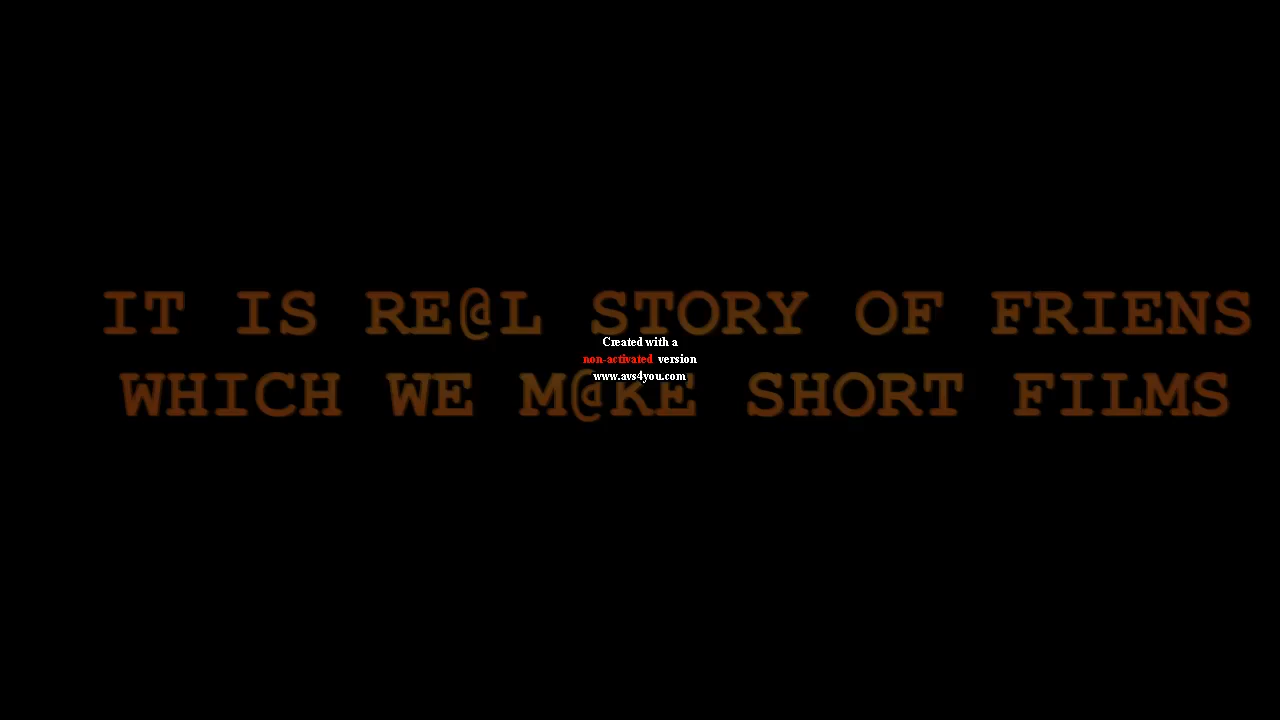 IT IS RE@L STORY OF FRIENS
Created with a
non-activated version
www.avs4you.com
WHICH WE M@KE SHORT FILMS